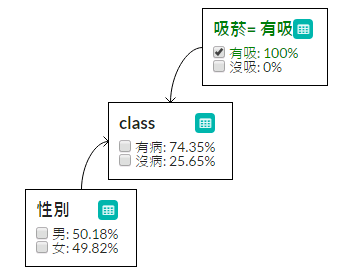 吸菸= 有吸
有吸: 100%
沒吸: 0%
class
有病: 74.35%
沒病: 25.65%
性別
男: 50.18%
女: 49.82%